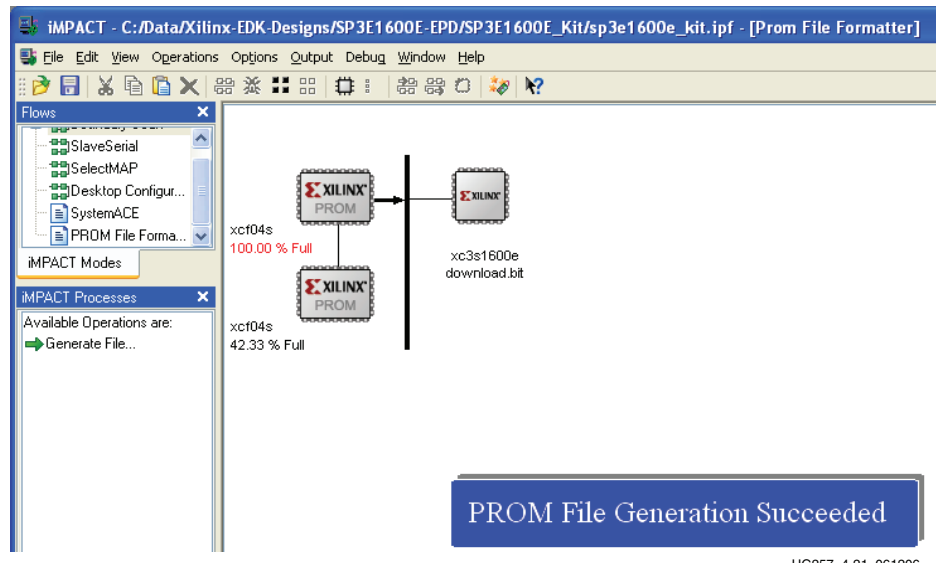 iMPACT - C:/Data/Xilinx-EDK-Designs/SP3E1600E-EPD/SP3E1600E_Kit/sp3e1600e_kit.ipf - [Prom File Formatter]
File Edit View Operations Options Output Debug Window Help
Flows
SlaveSerial
SelectMAP
Desktop Configur...
SystemACE
PROM File Forma...
iMPACT Modes
iMPACT Processes
Available Operations are:
Generate File...
XILINX
PROM
xcf04s
100.00 % Full
XILINX
PROM
xcf04s
42.33 % Full
XILINX
xc3s1600e
download.bit
PROM File Generation Succeeded